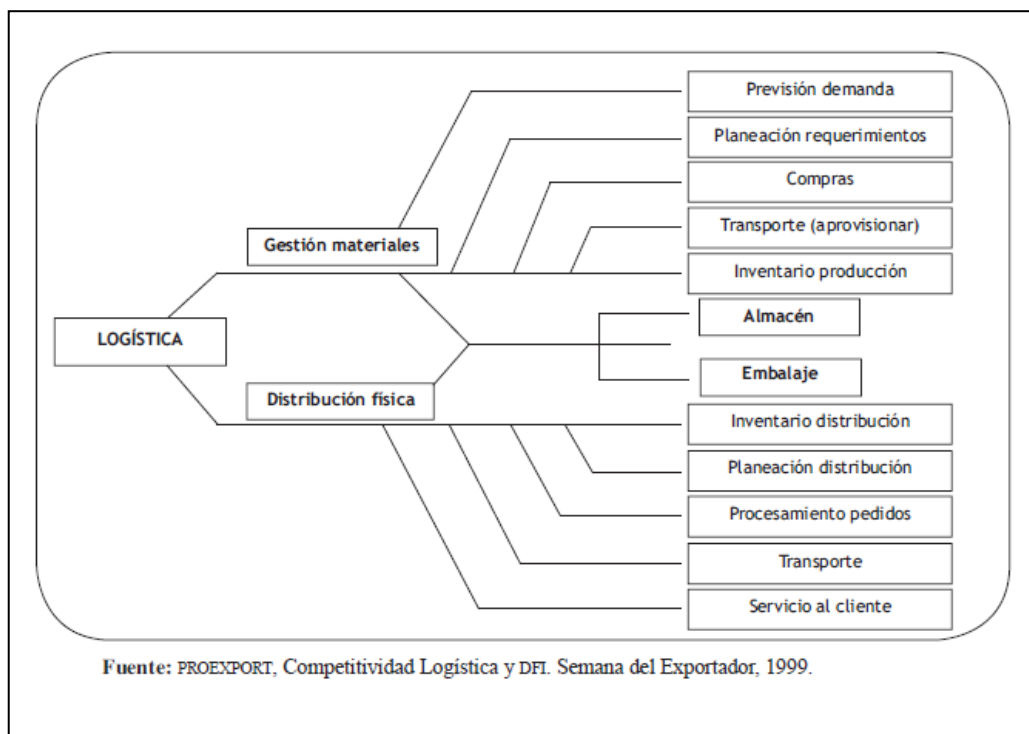 Previsión demanda
Planeación requerimientos
Compras
Transporte (aprovisionar)
Gestión materiales
Inventario producción
Almacén
LOGÍSTICA
Embalaje
Distribución física
Inventario distribución
Planeación distribución
Procesamiento pedidos
Transporte
Servicio al cliente
Fuente: PROEXPORT, Competitividad Logística y DFI. Semana del Exportador, 1999.